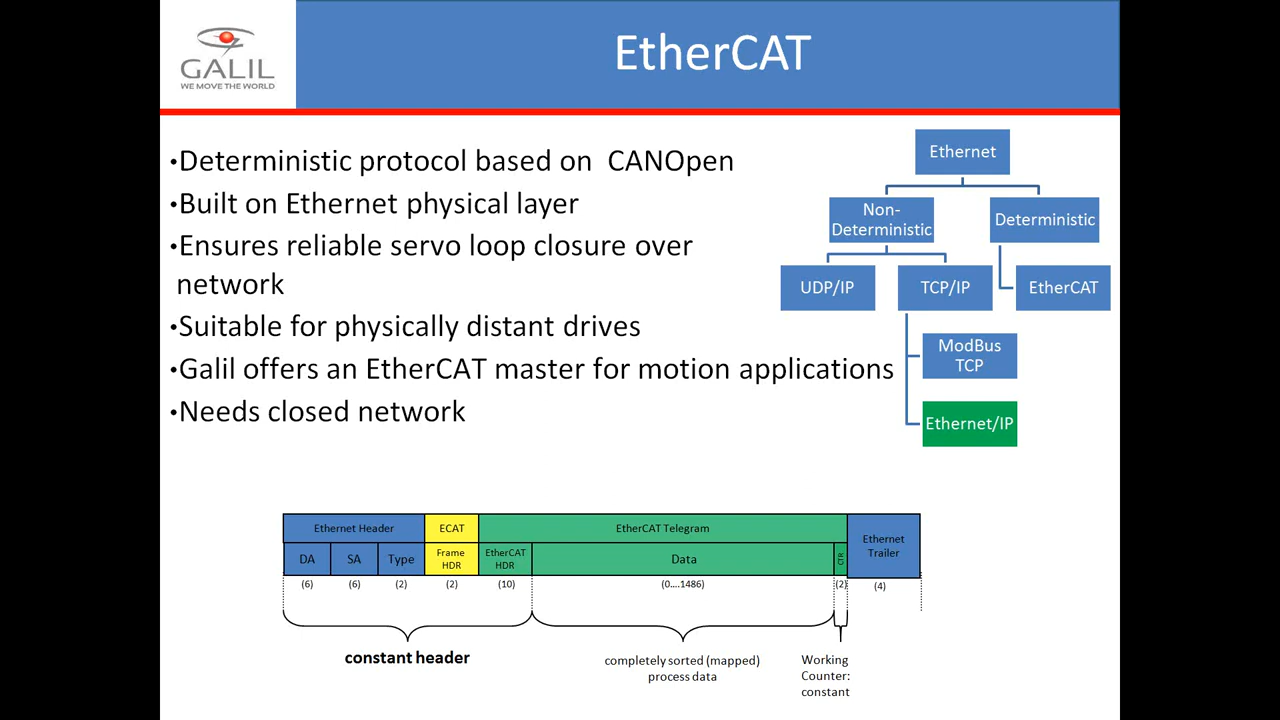 GALIL
WE MOVE THE WORLD
EtherCAT
•Deterministic protocol based on CANOpen
•Built on Ethernet physical layer
•Ensures reliable servo loop closure over
network
•Suitable for physically distant drives
•Galil offers an EtherCAT master for motion applications
•Needs closed network
Ethernet
Non-
Deterministic
Deterministic
UDP/IP
TCP/IP
EtherCAT
ModBus
TCP
Ethernet/IP
Ethernet Header
ECAT
EtherCAT Telegram
Ethernet
Trailer
DA
SA
Type
Frame
HDR
EtherCAT
HDR
Data
CTR
(6)
(6)
(2)
(2)
(10)
(0....1486)
(2)
(4)
constant header
completely sorted (mapped)
process data
Working
Counter:
constant